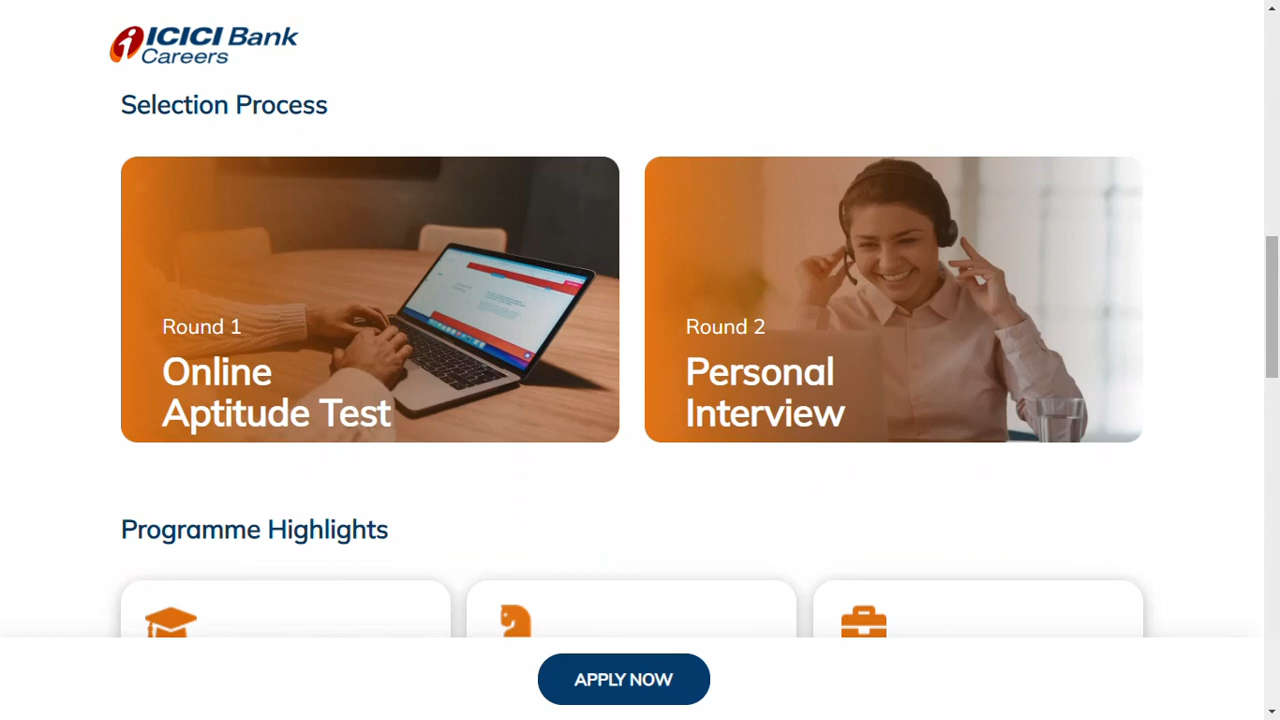 ICICI Bank
Careers
Selection Process
Round 1
Online
Aptitude Test
Round 2
Personal
Interview
Programme Highlights
APPLY NOW